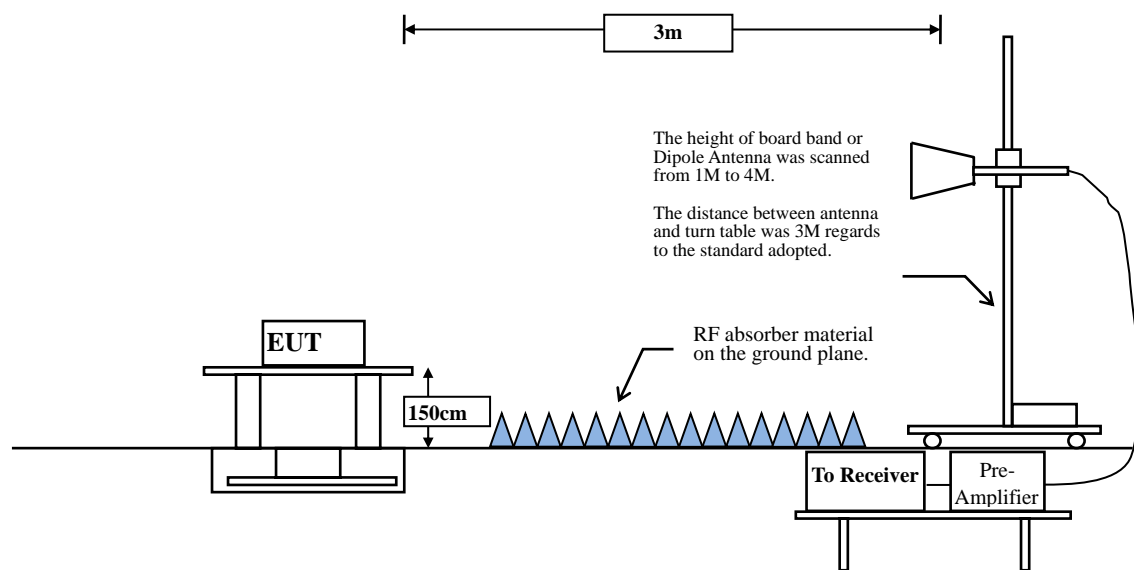 3m
The height of board band or
Dipole Antenna was scanned
from 1M to 4M.
The distance between antenna
and turn table was 3M regards
to the standard adopted.
EUT
RF absorber material
on the ground plane.
150cm
To Receiver
Pre-
Amplifier